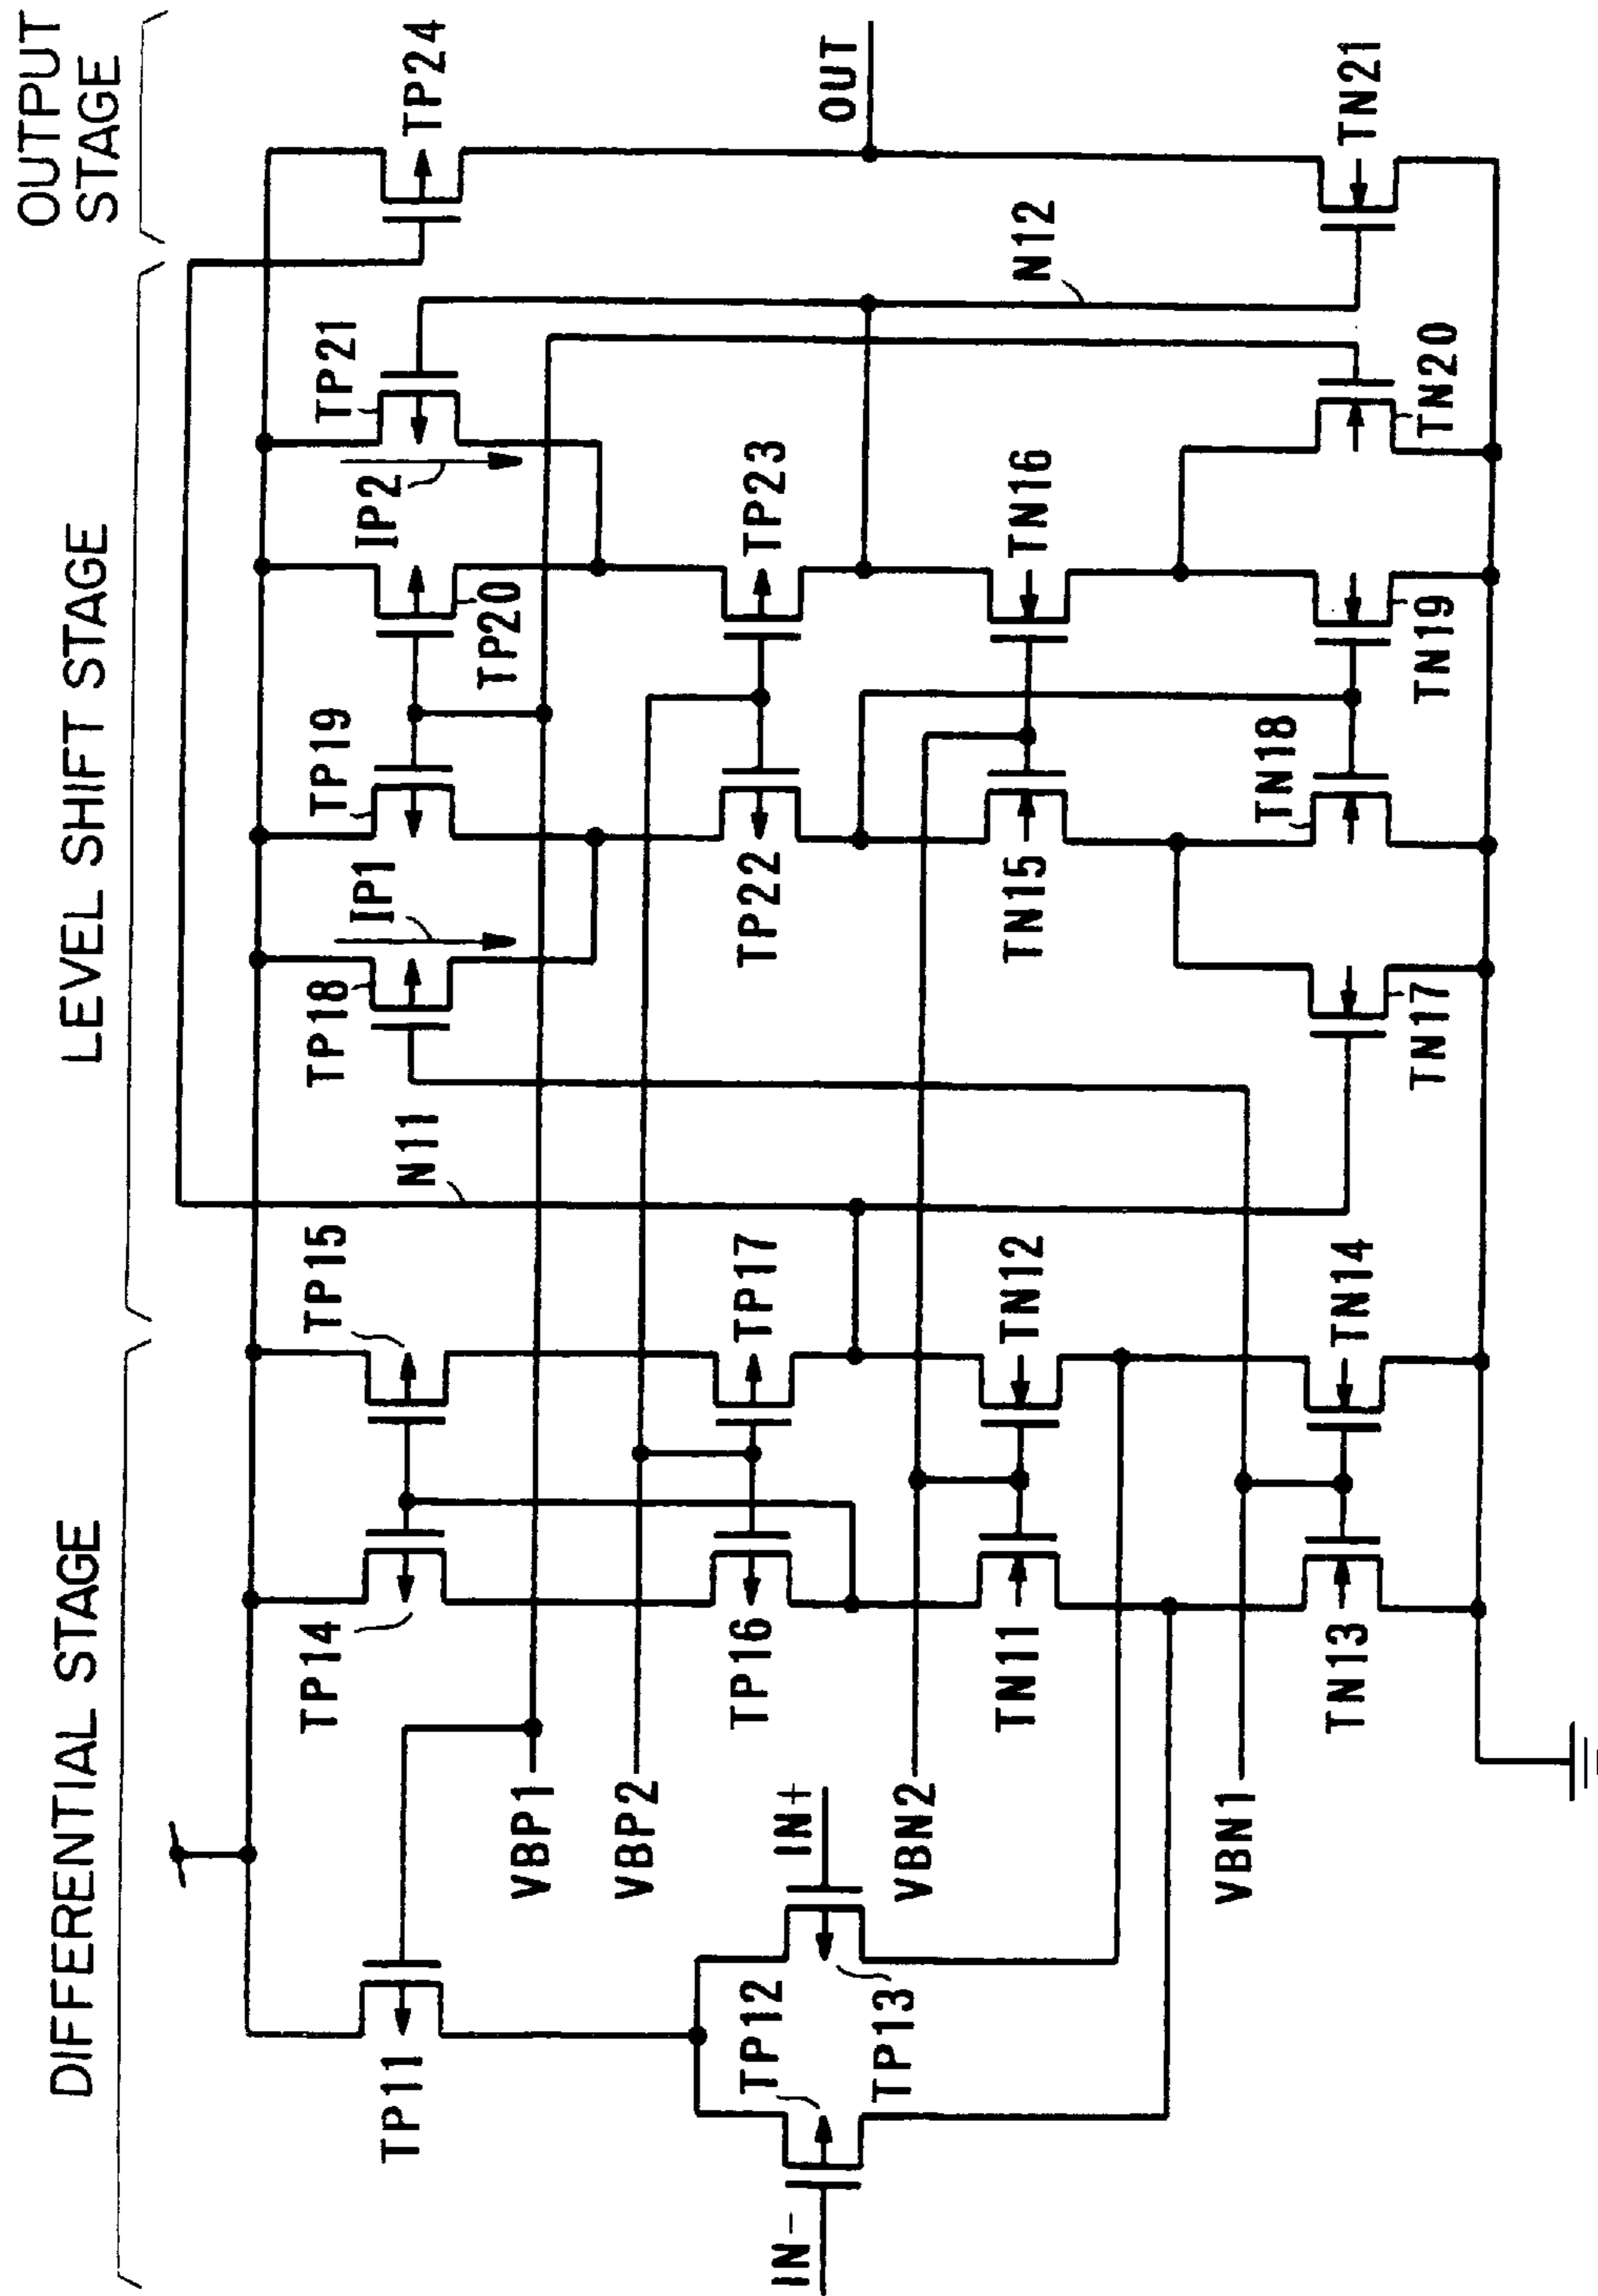 DIFFERENTIAL STAGE
LEVEL SHIFT STAGE
OUTPUT
STAGE
TP11
TP14
TP15
TP18
TP19
TP21
TP24
N11
IP1
IP2
TP20
VBP1
VBP2
TP12
IN-
IN+
TP13
TP16
TP17
TP22
TP23
OUT
VBN2
TN11
TN12
TN15
TN16
N12
VBN1
TN13
TN14
TN17
TN18
TN19
TN20
TN21